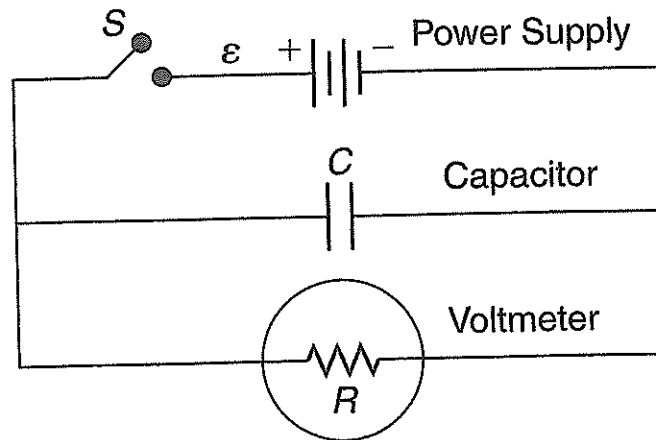 S
ε + − Power Supply
C
Capacitor
Voltmeter
R